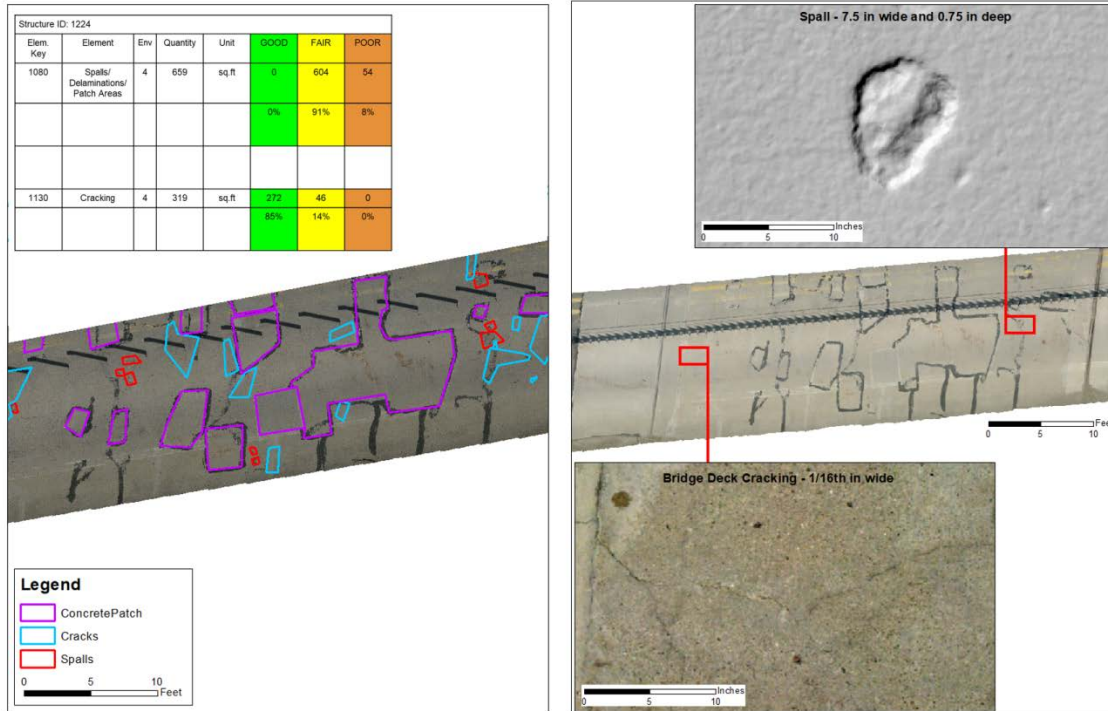 Structure ID: 1224
Elem. Key Element Env Quantity Unit GOOD FAIR POOR
1080 Spalls/ Delaminations/ Patch Areas 4 659 sq.ft 0 604 54
0% 91% 8%
1130 Cracking 4 319 sq.ft 272 46 0
85% 14% 0%
Legend
ConcretePatch
Cracks
Spalls
0 5 10
Feet
Spall - 7.5 in wide and 0.75 in deep
Inches
0 5 10
Feet
0 5 10
Bridge Deck Cracking - 1/16th in wide
Inches
0 5 10